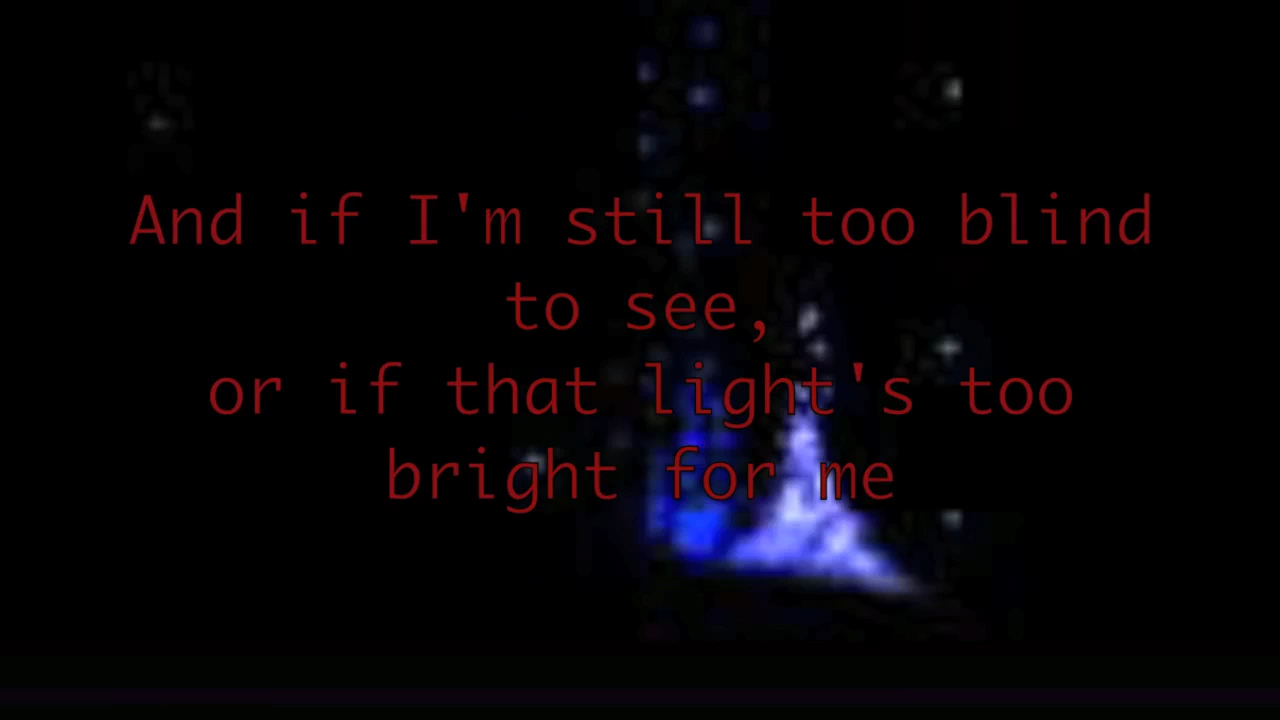 And if I'm still too blind
to see,
or if that light's too
bright for me